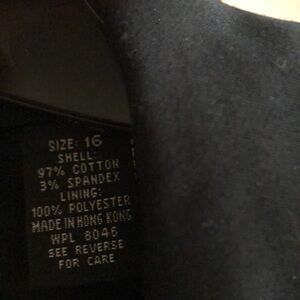 SIZE: 16
SHELL:
97% COTTON
3% SPANDEX
LINING:
100% POLYESTER
MADE IN HONG KONG
WPL 8046
SEE REVERSE
FOR CARE